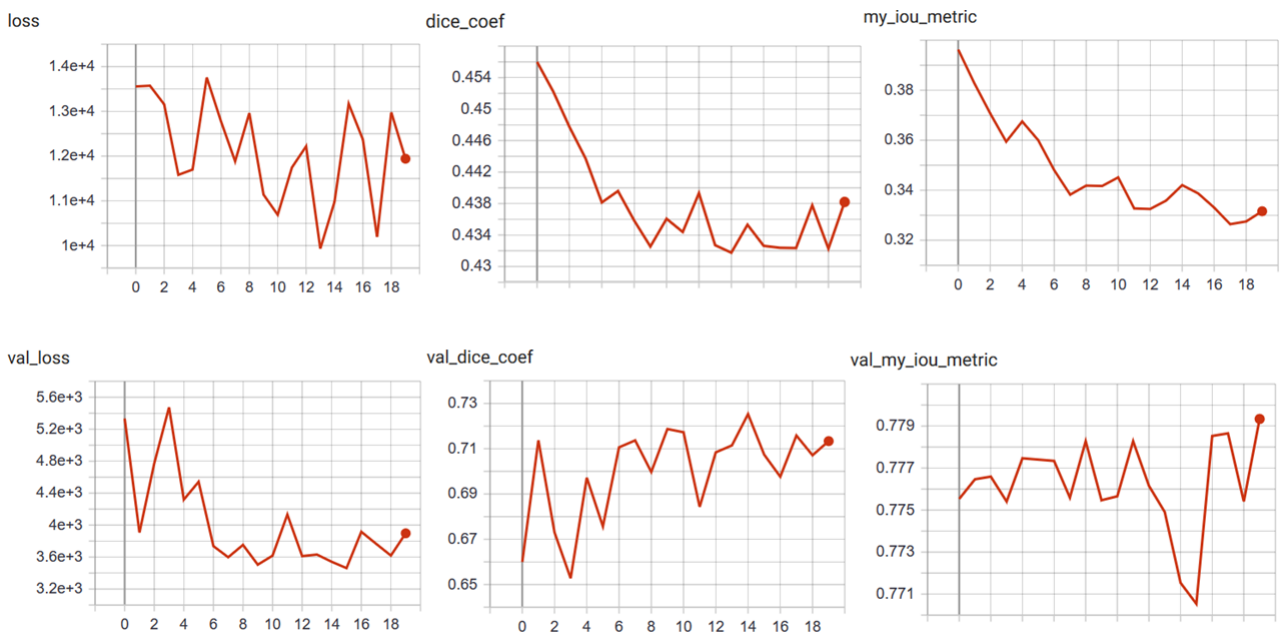 loss
1.4e+4
1.3e+4
1.2e+4
1.1e+4
1e+4
0 2 4 6 8 10 12 14 16 18
dice_coef
0.454
0.45
0.446
0.442
0.438
0.434
0.43
my_iou_metric
0.38
0.36
0.34
0.32
0 2 4 6 8 10 12 14 16 18
val_loss
5.6e+3
5.2e+3
4.8e+3
4.4e+3
4e+3
3.6e+3
3.2e+3
0 2 4 6 8 10 12 14 16 18
val_dice_coef
0.73
0.71
0.69
0.67
0.65
0 2 4 6 8 10 12 14 16 18
val_my_iou_metric
0.779
0.777
0.775
0.773
0.771